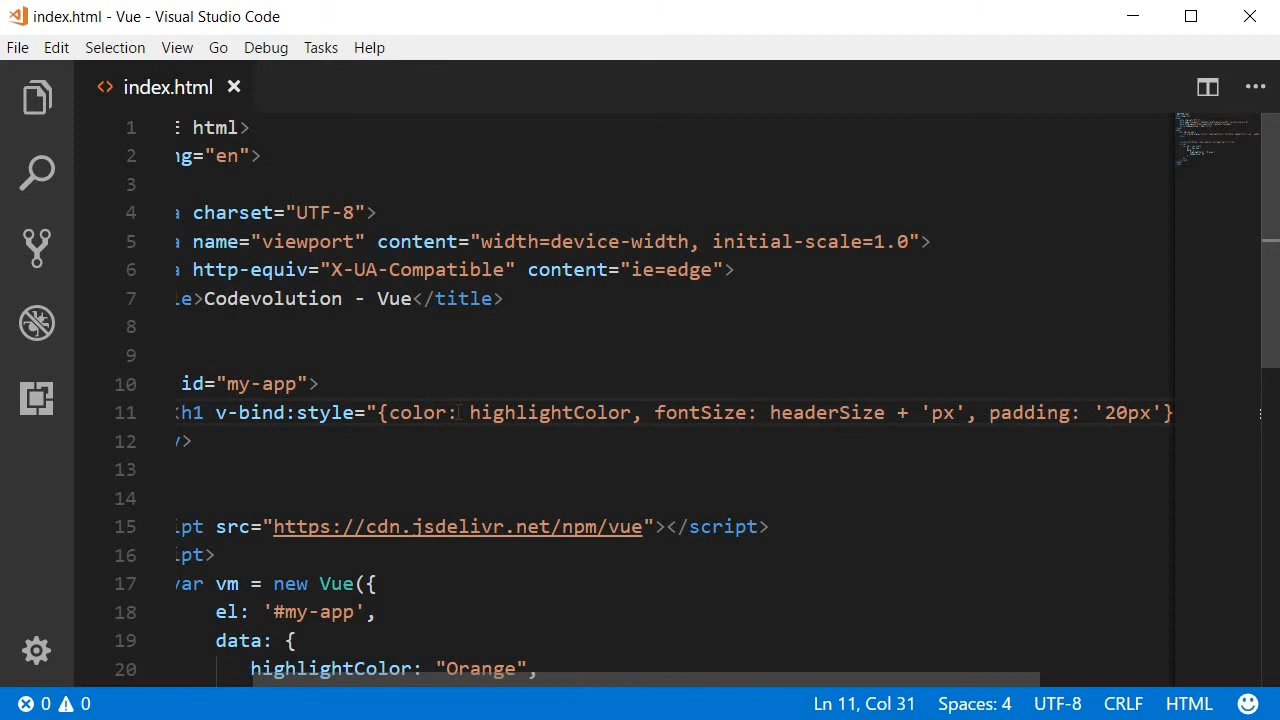 index.html - Vue - Visual Studio Code
File Edit Selection View Go Debug Tasks Help
<> index.html
1 html>
2 ng="en">
3
4 charset="UTF-8">
5 name="viewport" content="width=device-width, initial-scale=1.0">
6 http-equiv="X-UA-Compatible" content="ie=edge">
7 le>Codevolution - Vue</title>
8
9
10 id="my-app">
11 <h1 v-bind:style="{color: highlightColor, fontSize: headerSize + 'px', padding: '20px'}
12 v>
13
14
15 ipt src="https://cdn.jsdelivr.net/npm/vue"></script>
16 ipt>
17 var vm = new Vue({
18 el: '#my-app',
19 data: {
20 highlightColor: "Orange",
0 0 Ln 11, Col 31 Spaces: 4 UTF-8 CRLF HTML